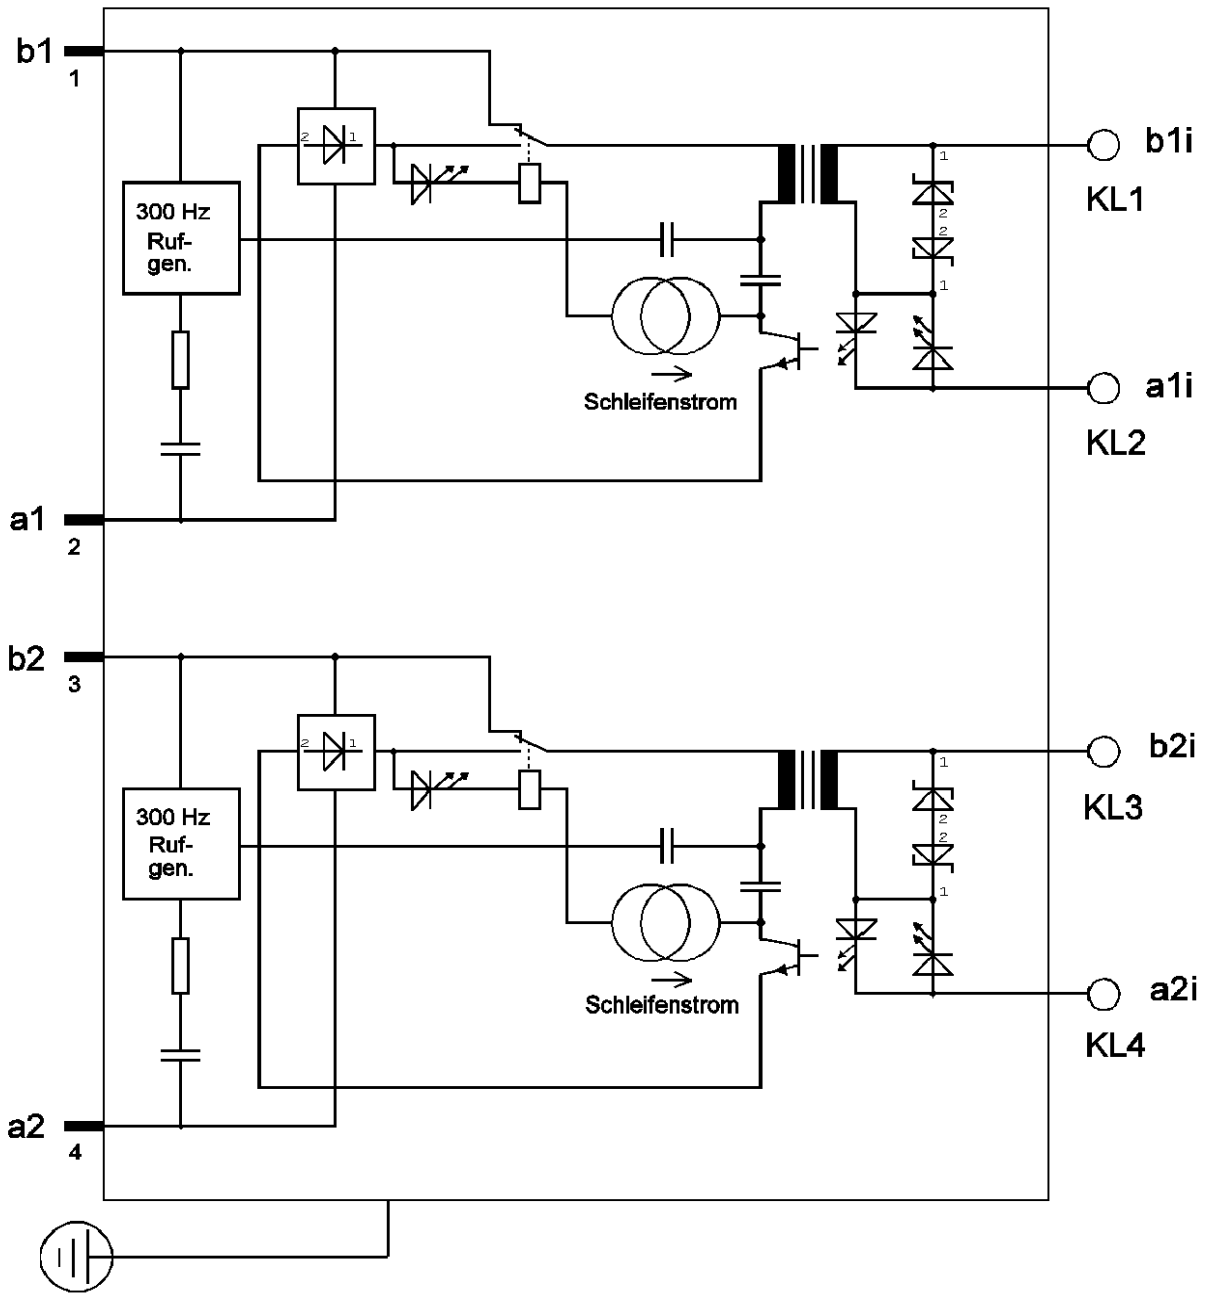 b1
1
2 1
b1i
KL1
1
2
2
1
300 Hz
Ruf-
gen.
Schleifenstrom
a1i
KL2
a1
2
b2
3
2 1
b2i
KL3
1
2
2
1
300 Hz
Ruf-
gen.
Schleifenstrom
a2i
KL4
a2
4